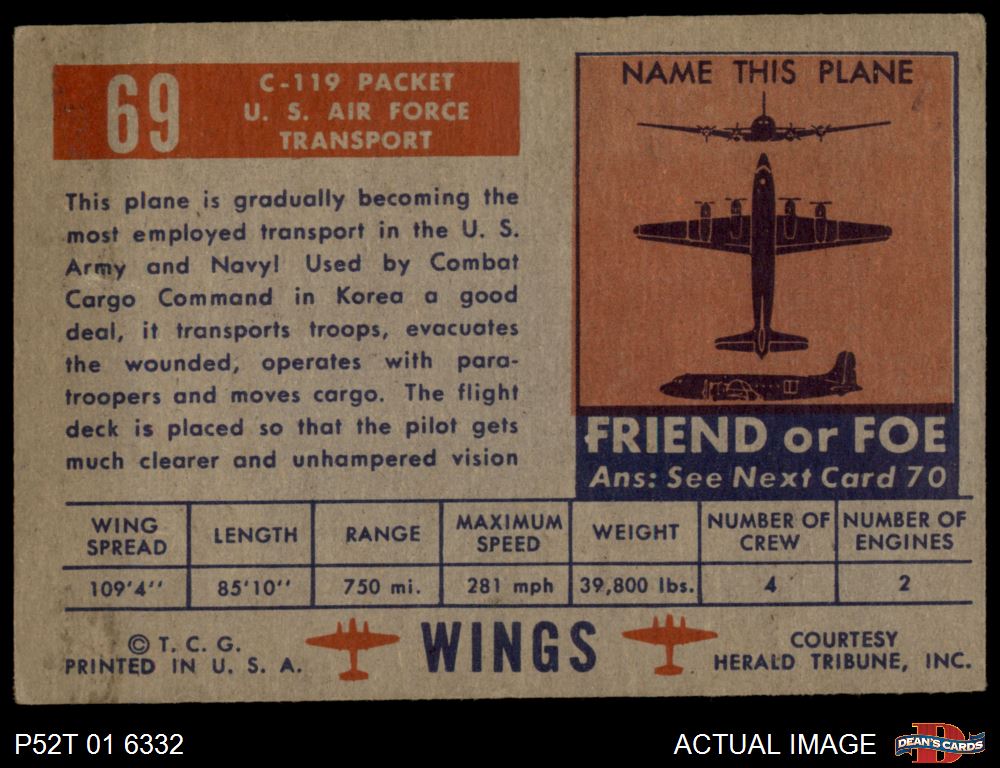 69
C-119 PACKET
U. S. AIR FORCE
TRANSPORT
This plane is gradually becoming the
most employed transport in the U. S.
Army and Navy! Used by Combat
Cargo Command in Korea a good
deal, it transports troops, evacuates
the wounded, operates with para-
troopers and moves cargo. The flight
deck is placed so that the pilot gets
much clearer and unhampered vision
NAME THIS PLANE
FRIEND or FOE
Ans: See Next Card 70
WING SPREAD LENGTH RANGE MAXIMUM SPEED WEIGHT NUMBER OF CREW NUMBER OF ENGINES
109'4'' 85'10'' 750 mi. 281 mph 39,800 lbs. 4 2
© T. C. G.
PRINTED IN U. S. A.
WINGS
COURTESY
HERALD TRIBUNE, INC.
P52T 01 6332
ACTUAL IMAGE
D
DEAN'S CARDS